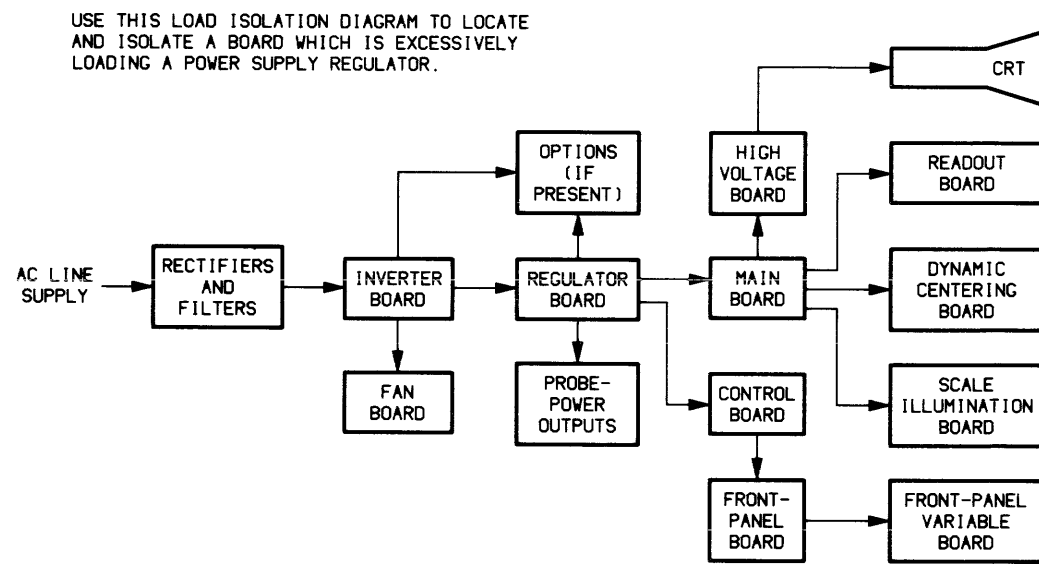 USE THIS LOAD ISOLATION DIAGRAM TO LOCATE
AND ISOLATE A BOARD WHICH IS EXCESSIVELY
LOADING A POWER SUPPLY REGULATOR.
CRT
OPTIONS
(IF
PRESENT)
HIGH
VOLTAGE
BOARD
READOUT
BOARD
AC LINE
SUPPLY
RECTIFIERS
AND
FILTERS
INVERTER
BOARD
REGULATOR
BOARD
MAIN
BOARD
DYNAMIC
CENTERING
BOARD
FAN
BOARD
PROBE-
POWER
OUTPUTS
CONTROL
BOARD
SCALE
ILLUMINATION
BOARD
FRONT-
PANEL
BOARD
FRONT-PANEL
VARIABLE
BOARD